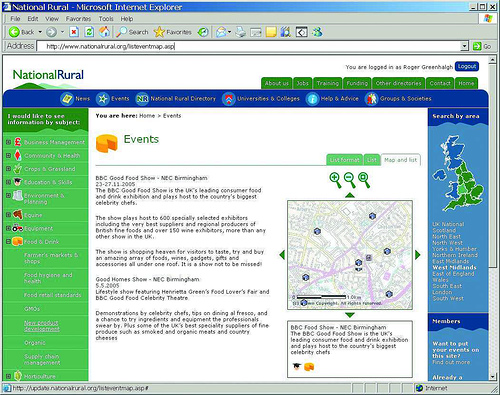 National Rural - Microsoft Internet Explorer
File View Favorites Tools Help
Back Search Favorites
Address http://www.nationalrural.org/listeventmap.asp Go
You are logged in as Roger Greenhalgh Logout
NationalRural
About us Jobs Training Funding Other directories Contact Home
News Events NR National Rural Directory Universities & Colleges Help & Advice Groups & Societies
I would like to see
information by subject:
Business Management
Community & Health
Crops & Grassland
Education & Skills
Environment &
Planning
Equine
Equipment
Food & Drink
Farmers markets &
shops
Food hygiene and
health
Food retail standards
GMOs
New product
development
Organic
Supply chain
management
Horticulture
You are here: Home > Events
Events
List format List Map and list
BBC Good Food Show - NEC Birmingham
23-27.11.2005
The BBC Good Food Show is the UK's leading consumer food
and drink exhibition and plays host to the country's biggest
celebrity chefs.
The show plays host to 600 specially selected exhibitors
including the very best suppliers and regional producers of
British fine foods and over 150 wine exhibitors, more than any
other show in the UK.
The show is shopping heaven for visitors to taste, try and buy
an amazing array of foods, wines, gadgets, gifts and
accessories all under one roof. It is a show not to be missed!
Good Homes Show - NEC Birmingham
5.5.2005
Lifestyle show featuring Henrietta Green's Food Lover's Fair and
BBC Good Food Celebrity Theatre
Demonstrations by celebrity chefs, tips on dining al fresco, and
a chance to try ingredients and equipment the professionals
swear by. Plus some of the UK's best speciality suppliers of fine
produce such as smoked and organic meats and country
cheeses
Copyright. All rights reserved.
BBC Food Show - NEC Birmingham
The BBC Good Food Show is the UK's
leading consumer food and drink exhibition
and plays host to the country's biggest
celebrity chefs
Search by area
UK National
Scotland
North East
North West
Yorks & Humber
Northern Ireland
East Midlands
West Midlands
East of England
Wales
South East
London
South West
Members
Want to put
your events on
this site?
Find out more
Already a
http://update.nationalrural.org/listeventmap.asp# Internet